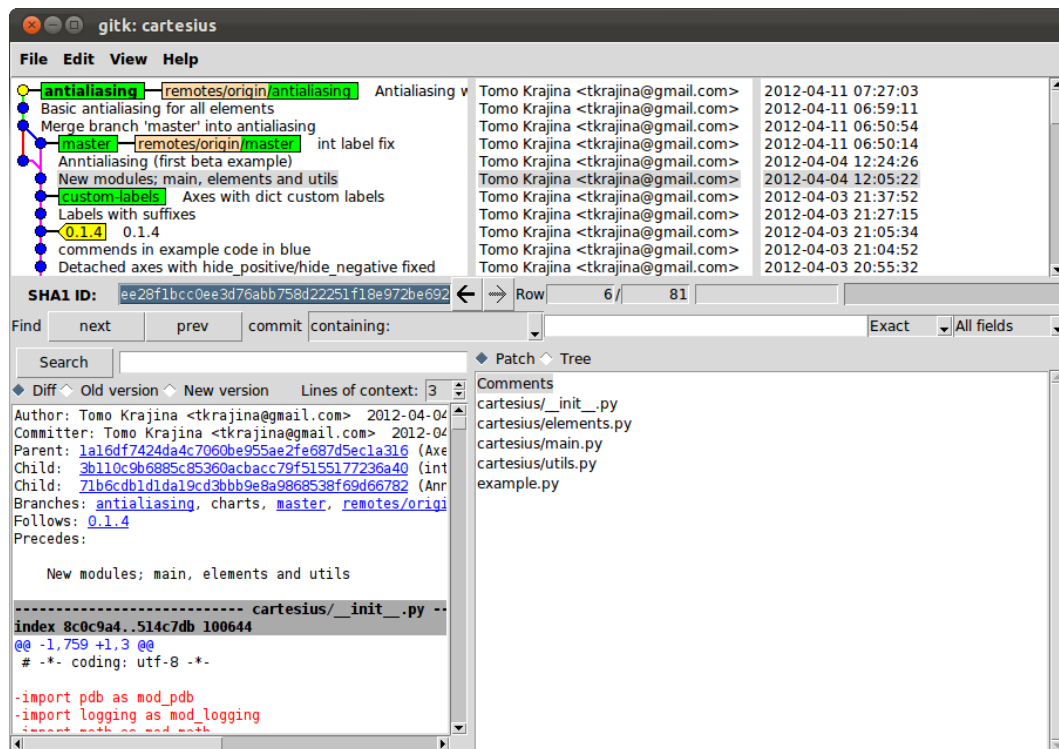 gitk: cartesius
File Edit View Help
antialiasing remotes/origin/antialiasing Antialiasing Tomo Krajina <tkrajina@gmail.com> 2012-04-11 07:27:03
Basic antialiasing for all elements Tomo Krajina <tkrajina@gmail.com> 2012-04-11 06:59:11
Merge branch 'master' into antialiasing Tomo Krajina <tkrajina@gmail.com> 2012-04-11 06:50:54
master remotes/origin/master int label fix Tomo Krajina <tkrajina@gmail.com> 2012-04-11 06:50:14
Anntialiasing (first beta example) Tomo Krajina <tkrajina@gmail.com> 2012-04-04 12:24:26
New modules; main, elements and utils Tomo Krajina <tkrajina@gmail.com> 2012-04-04 12:05:22
custom-labels Axes with dict custom labels Tomo Krajina <tkrajina@gmail.com> 2012-04-03 21:37:52
Labels with suffixes Tomo Krajina <tkrajina@gmail.com> 2012-04-03 21:27:15
0.1.4 0.1.4 Tomo Krajina <tkrajina@gmail.com> 2012-04-03 21:05:34
commends in example code in blue Tomo Krajina <tkrajina@gmail.com> 2012-04-03 21:04:52
Detached axes with hide_positive/hide_negative fixed Tomo Krajina <tkrajina@gmail.com> 2012-04-03 20:55:32
SHA1 ID: ee28f1bcc0ee3d76abb758d22251f18e972be692 Row 6/ 81
Find next prev commit containing: Exact All fields
Search
Diff Old version New version Lines of context: 3
Author: Tomo Krajina <tkrajina@gmail.com> 2012-04-04
Committer: Tomo Krajina <tkrajina@gmail.com> 2012-04
Parent: 1a16df7424da4c7060be955ae2fe687d5ec1a316 (Axe
Child: 3b110c9b6885c85360acbacc79f5155177236a40 (int
Child: 71b6cdb1d1da19cd3bbb9e8a9868538f69d66782 (Ann
Branches: antialiasing, charts, master, remotes/origi
Follows: 0.1.4
Precedes:
New modules; main, elements and utils
--------------------------- cartesius/__init__.py --
index 8c0c9a4..514c7db 100644
@@ -1,759 +1,3 @@
# -*- coding: utf-8 -*-
-import pdb as mod_pdb
-import logging as mod_logging
-import math as mod_math
Patch Tree
Comments
cartesius/__init__.py
cartesius/elements.py
cartesius/main.py
cartesius/utils.py
example.py